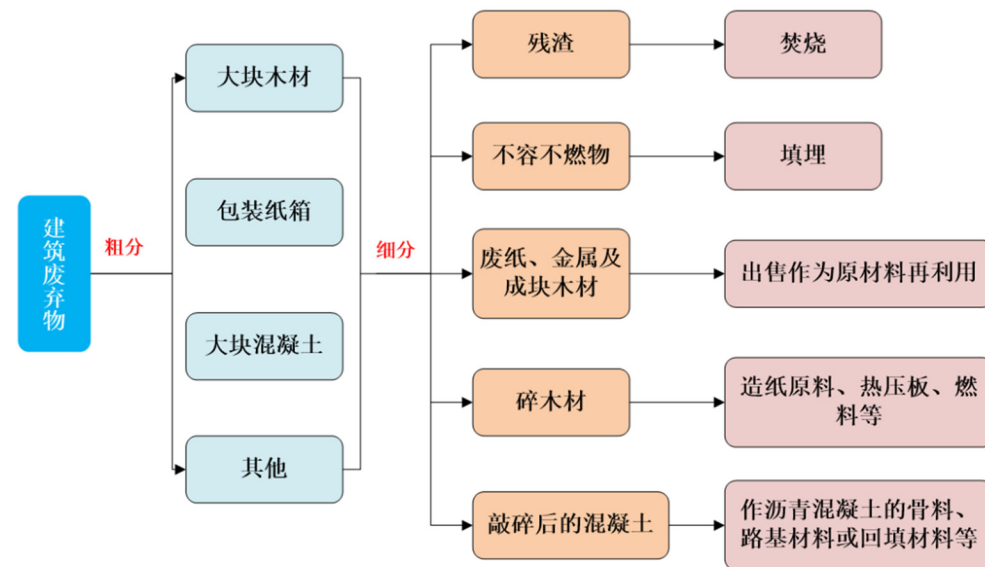 建筑废弃物
粗分
大块木材
包装纸箱
大块混凝土
其他
细分
残渣
焚烧
不容不燃物
填埋
废纸、金属及
成块木材
出售作为原材料再利用
碎木材
造纸原料、热压板、燃
料等
敲碎后的混凝土
作沥青混凝土的骨料、
路基材料或回填材料等